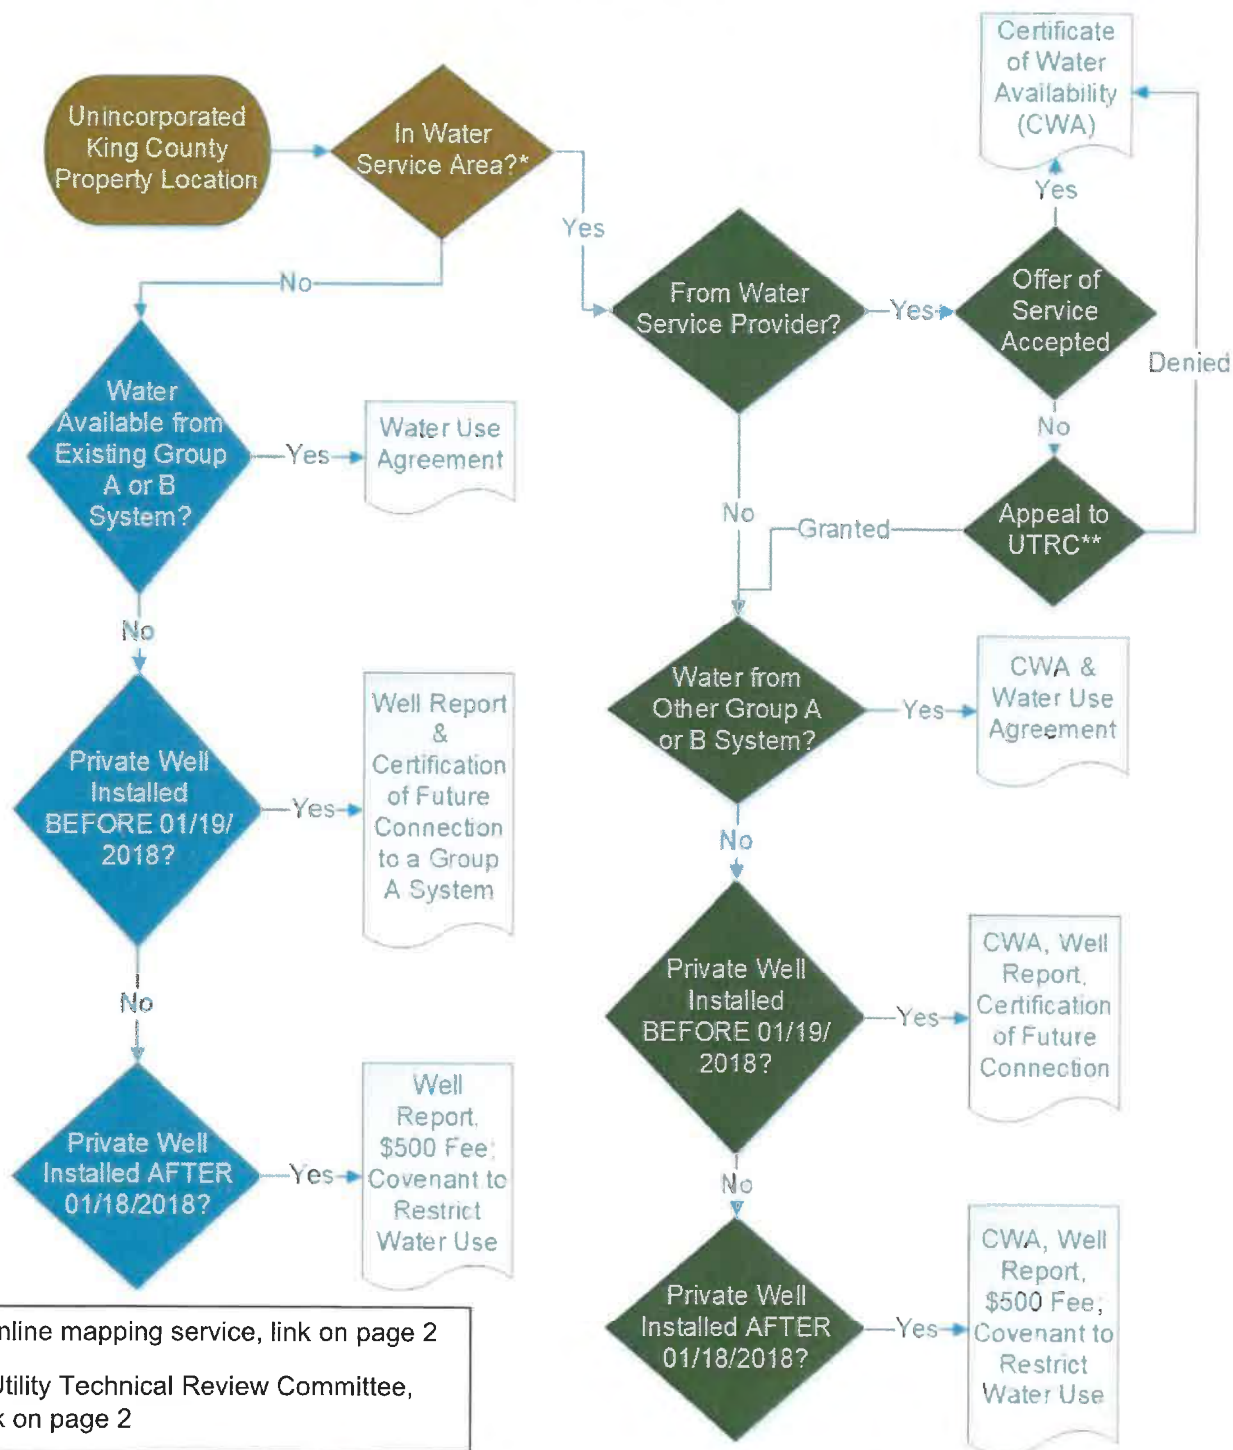 Unincorporated
King County
Property Location
In Water
Service Area?*
Yes
No
From Water
Service Provider?
Yes
Offer of
Service
Accepted
Yes
Certificate
of Water
Availability
(CWA)
No
Appeal to
UTRC**
Denied
Granted
No
Water from
Other Group A
or B System?
Yes
CWA &
Water Use
Agreement
No
Private Well
Installed
BEFORE 01/19/
2018?
Yes
CWA, Well
Report,
Certification
of Future
Connection
No
Private Well
Installed AFTER
01/18/2018?
Yes
CWA, Well
Report,
$500 Fee;
Covenant to
Restrict
Water Use
Water
Available from
Existing Group
A or B
System?
Yes
Water Use
Agreement
No
Private Well
Installed
BEFORE 01/19/
2018?
Yes
Well Report
&
Certification
of Future
Connection
to a Group
A System
No
Private Well
Installed AFTER
01/18/2018?
Yes
Well
Report,
$500 Fee;
Covenant to
Restrict
Water Use
nline mapping service, link on page 2
Utility Technical Review Committee,
k on page 2